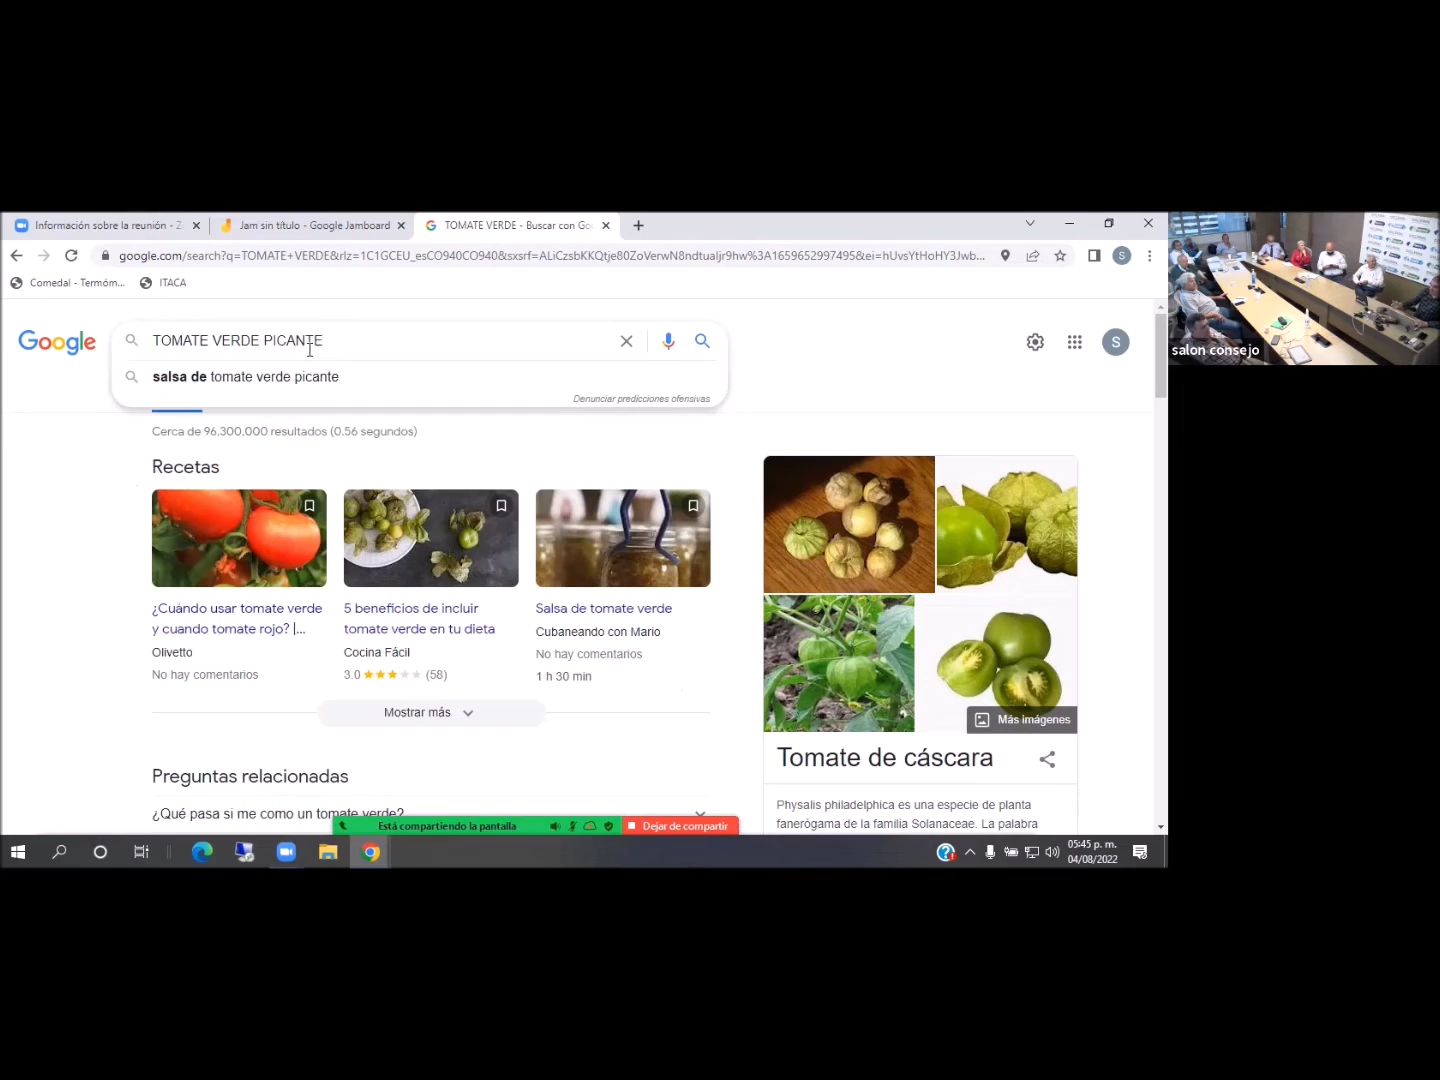 Información sobre la reunión - Z
Jam sin título - Google Jamboard
TOMATE VERDE - Buscar con Go
google.com/search?q=TOMATE+VERDE&rlz=1C1GCEU_esCO940CO940&sxsrf=ALiCzsbKKQtje80ZoVerwN8ndtuaIjr9hw%3A1659652997495&ei=hUvsYtHoHY3Jwb...
S
Comedal - Termóm...
ITACA
Google
TOMATE VERDE PICANTE
S
salsa de tomate verde picante
salon consejo
Denunciar predicciones ofensivas
Cerca de 96,300,000 resultados (0.56 segundos)
Recetas
¿Cuándo usar tomate verde
y cuando tomate rojo? |...
Olivetto
No hay comentarios
5 beneficios de incluir
tomate verde en tu dieta
Cocina Fácil
3.0 (58)
Salsa de tomate verde
Cubaneando con Mario
No hay comentarios
1 h 30 min
Mostrar más
Más imágenes
Tomate de cáscara
Physalis philadelphica es una especie de planta
fanerógama de la familia Solanaceae. La palabra
Preguntas relacionadas
¿Qué pasa si me como un tomate verde?
Está compartiendo la pantalla
Dejar de compartir
05:45 p. m.
04/08/2022